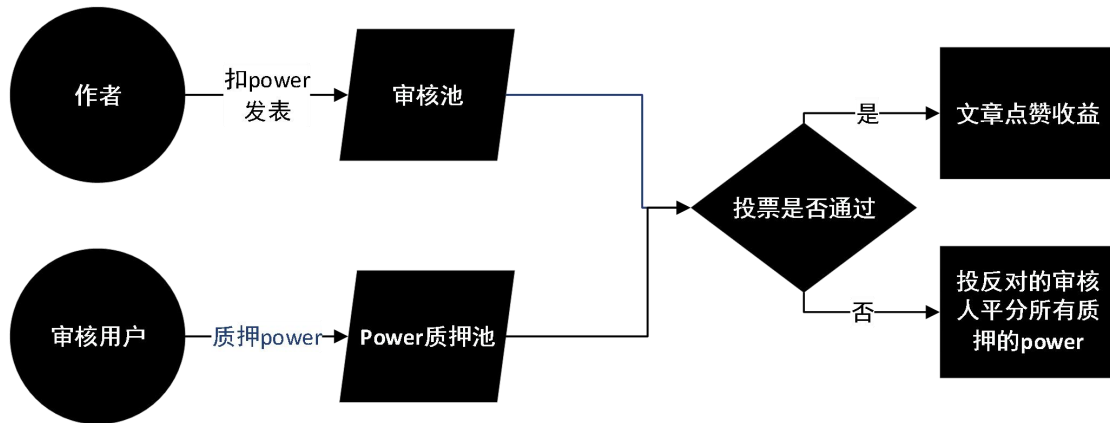 作者
扣power
发表
审核池
是
文章点赞收益
投票是否通过
审核用户
质押power
Power质押池
否
投反对的审核
人平分所有质
押的power